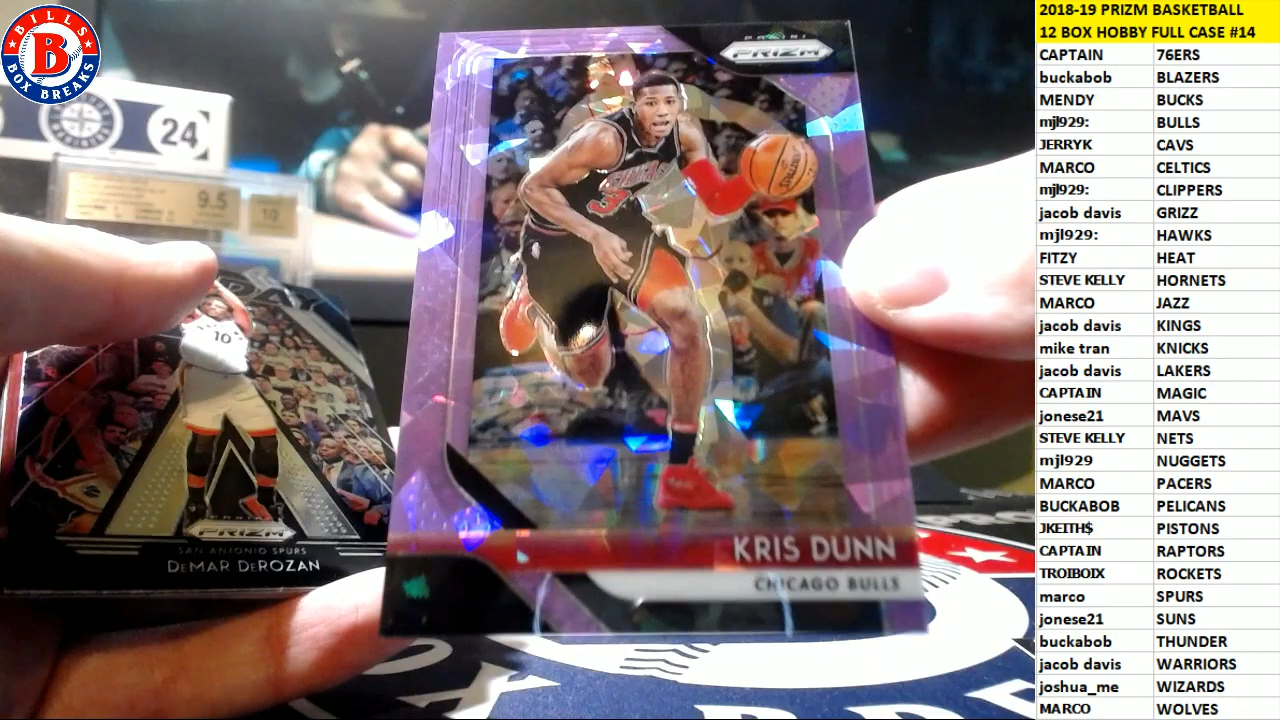 BILLS
B
BOX BREAKS
24
9.5
10
PANINI
PRIZM
CHICAGO
3
SPALDING
KRIS DUNN
CHICAGO BULLS
10
PRIZM
SAN ANTONIO SPURS
DEMAR DEROZAN
2018-19 PRIZM BASKETBALL
12 BOX HOBBY FULL CASE #14
CAPTAIN 76ERS
buckabob BLAZERS
MENDY BUCKS
mjl929: BULLS
JERRYK CAVS
MARCO CELTICS
mjl929: CLIPPERS
jacob davis GRIZZ
mjl929: HAWKS
FITZY HEAT
STEVE KELLY HORNETS
MARCO JAZZ
jacob davis KINGS
mike tran KNICKS
jacob davis LAKERS
CAPTAIN MAGIC
jonese21 MAVS
STEVE KELLY NETS
mjl929 NUGGETS
MARCO PACERS
BUCKABOB PELICANS
JKEITH$ PISTONS
CAPTAIN RAPTORS
TROIBOIX ROCKETS
marco SPURS
jonese21 SUNS
buckabob THUNDER
jacob davis WARRIORS
joshua_me WIZARDS
MARCO WOLVES